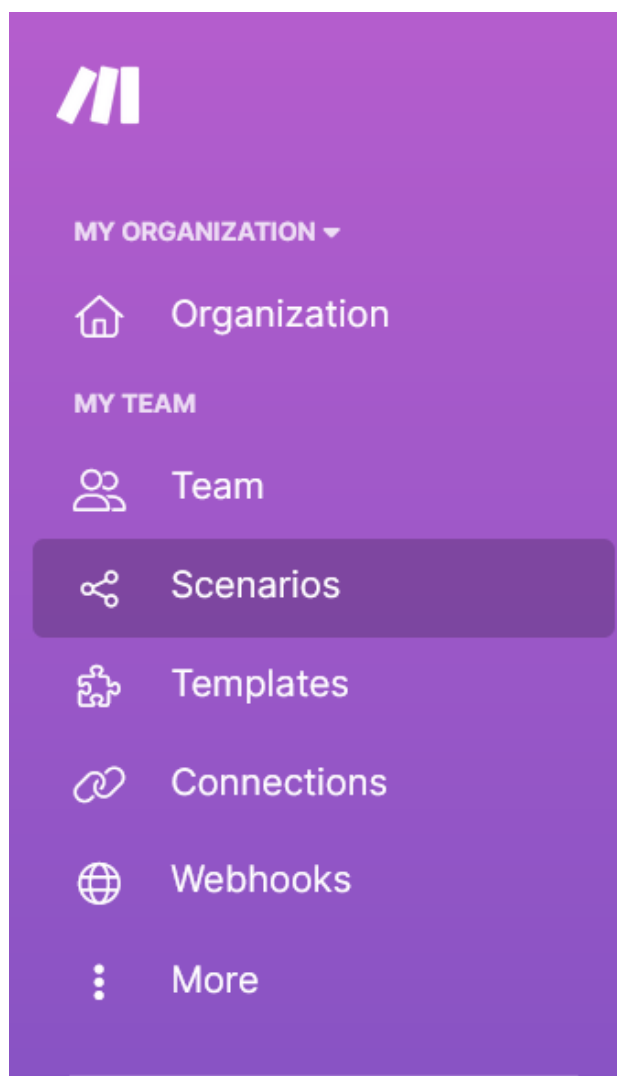 MY ORGANIZATION
Organization
MY TEAM
Team
Scenarios
Templates
Connections
Webhooks
More